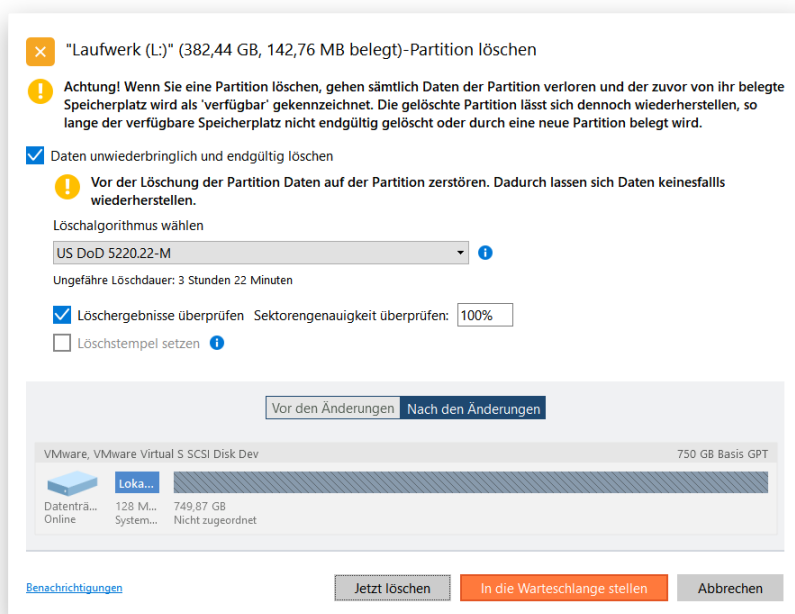 "Laufwerk (L:)" (382,44 GB, 142,76 MB belegt)-Partition löschen
Achtung! Wenn Sie eine Partition löschen, gehen sämtlich Daten der Partition verloren und der zuvor von ihr belegte
Speicherplatz wird als 'verfügbar' gekennzeichnet. Die gelöschte Partition lässt sich dennoch wiederherstellen, so
lange der verfügbare Speicherplatz nicht endgültig gelöscht oder durch eine neue Partition belegt wird.
Daten unwiederbringlich und endgültig löschen
Vor der Löschung der Partition Daten auf der Partition zerstören. Dadurch lassen sich Daten keinesfallls
wiederherstellen.
Löschalgorithmus wählen
US DoD 5220.22-M
Ungefähre Löschdauer: 3 Stunden 22 Minuten
Löschergebnisse überprüfen Sektorengenauigkeit überprüfen: 100%
Löschstempel setzen
Vor den Änderungen Nach den Änderungen
VMware, VMware Virtual S SCSI Disk Dev 750 GB Basis GPT
Loka...
Datenträ... 128 M... 749,87 GB
Online System... Nicht zugeordnet
Benachrichtigungen Jetzt löschen In die Warteschlange stellen Abbrechen